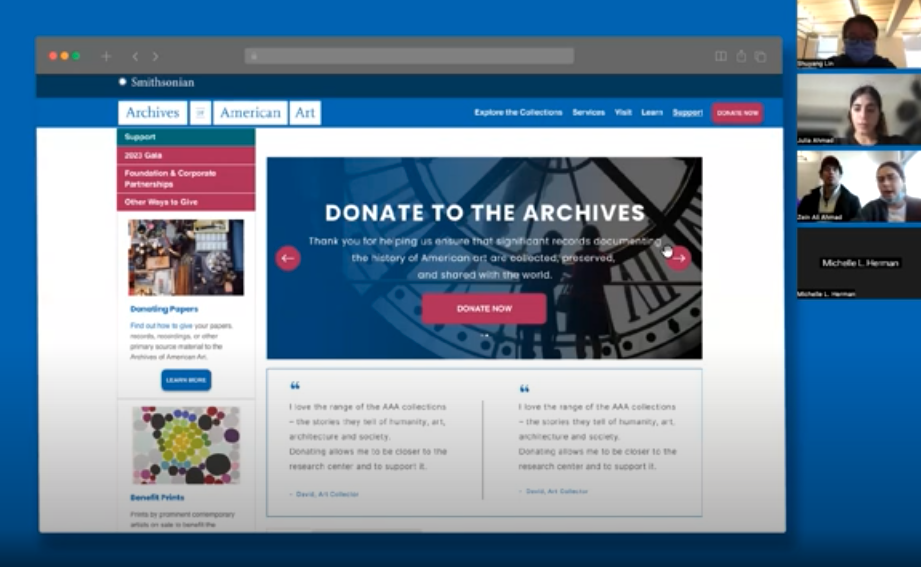 Smithsonian
Archives OF American Art
Explore the Collections Services Visit Learn Support DONATE NOW
Support
2023 Gala
Foundation & Corporate
Partnerships
Other Ways to Give
Donating Papers
Find out how to give your papers,
records, recordings, or other
primary source material to the
Archives of American Art.
LEARN MORE
Benefit Prints
Prints by prominent contemporary
artists on sale to benefit the
DONATE TO THE ARCHIVES
Thank you for helping us ensure that significant records documenting
the history of American art are collected, preserved,
and shared with the world.
DONATE NOW
“
I love the range of the AAA collections
– the stories they tell of humanity, art,
architecture and society.
Donating allows me to be closer to the
research center and to support it.
– David, Art Collector
“
I love the range of the AAA collections
– the stories they tell of humanity, art,
architecture and society.
Donating allows me to be closer to the
research center and to support it.
– David, Art Collector
Shuyang Lin
Julia Ahmad
Zain Ali Ahmad
Michelle L. Herman
Michelle L. Herman